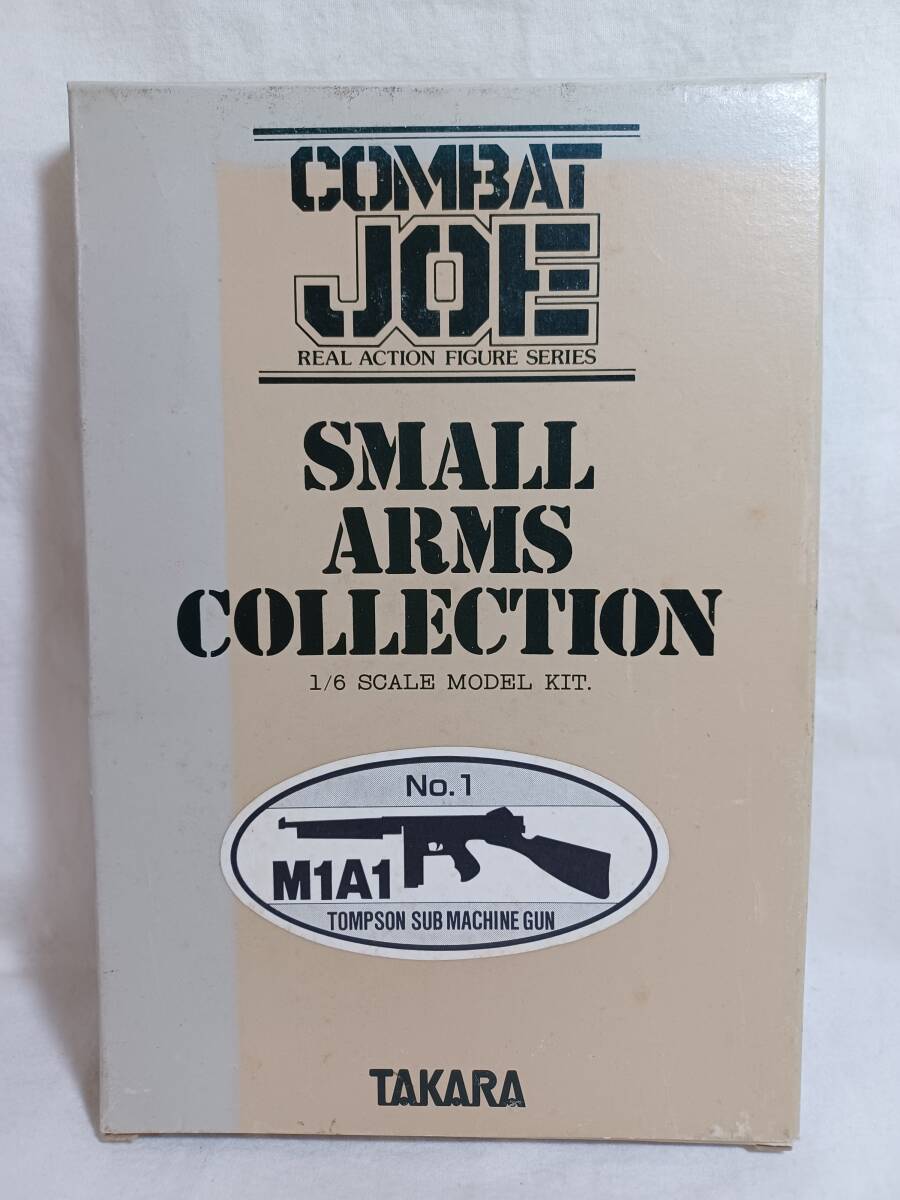 COMBAT
JOE
REAL ACTION FIGURE SERIES
SMALL
ARMS
COLLECTION
1/6 SCALE MODEL KIT.
No.1
M1A1
TOMPSON SUB MACHINE GUN
TAKARA